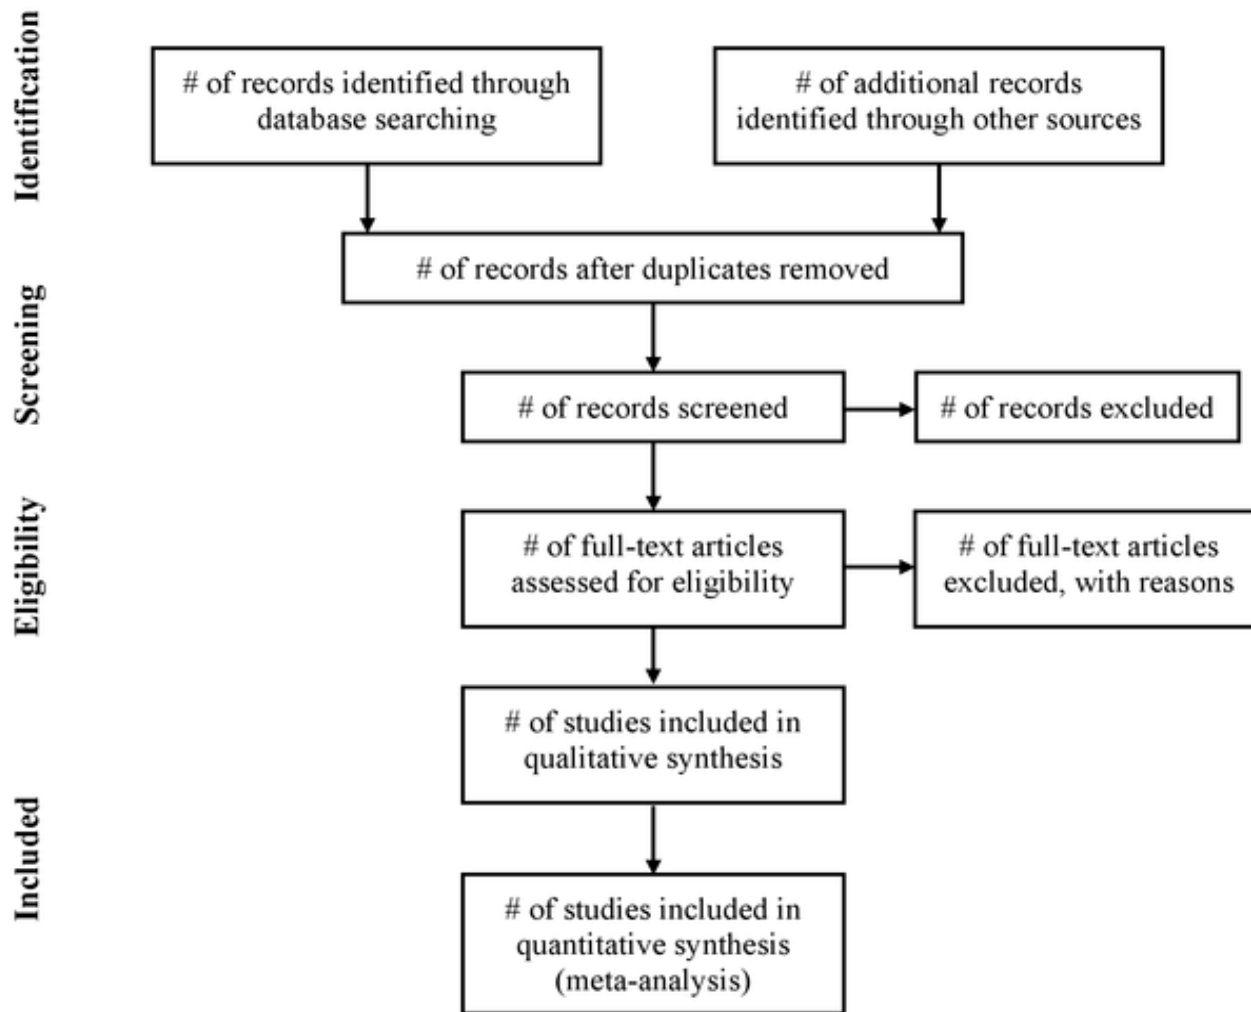 Identification
# of records identified through
database searching
# of additional records
identified through other sources
# of records after duplicates removed
Screening
# of records screened
# of records excluded
Eligibility
# of full-text articles
assessed for eligibility
# of full-text articles
excluded, with reasons
# of studies included in
qualitative synthesis
Included
# of studies included in
quantitative synthesis
(meta-analysis)